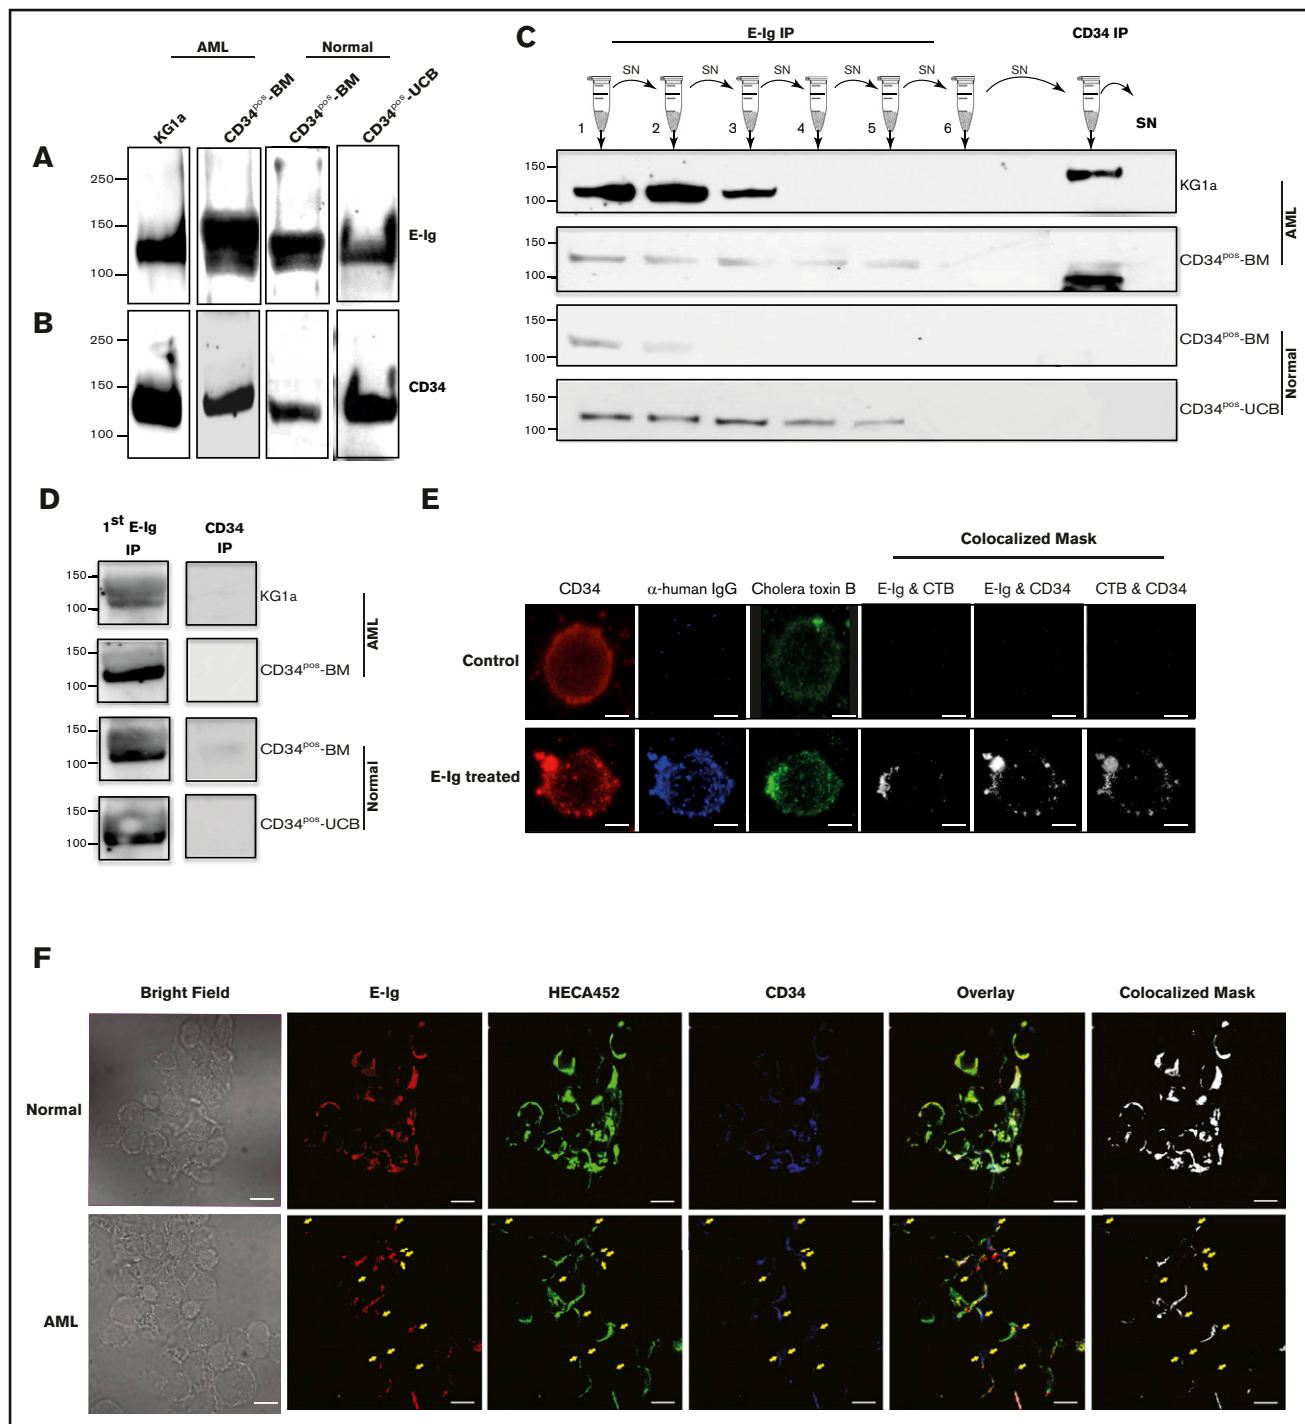 A
AML
Normal
KG1a
CD34pos-BM
CD34pos-BM
CD34pos-UCB
250
150
100
E-Ig
B
250
150
100
CD34
C
E-Ig IP
CD34 IP
SN
SN
SN
SN
SN
SN
1
2
3
4
5
6
SN
150
100
KG1a
150
100
CD34pos-BM
AML
150
100
CD34pos-BM
150
100
CD34pos-UCB
Normal
D
1st E-Ig
IP
CD34
IP
150
100
KG1a
150
100
CD34pos-BM
AML
150
100
CD34pos-BM
150
100
CD34pos-UCB
Normal
E
Colocalized Mask
CD34
α-human IgG
Cholera toxin B
E-Ig & CTB
E-Ig & CD34
CTB & CD34
Control
E-Ig treated
F
Bright Field
E-Ig
HECA452
CD34
Overlay
Colocalized Mask
Normal
AML